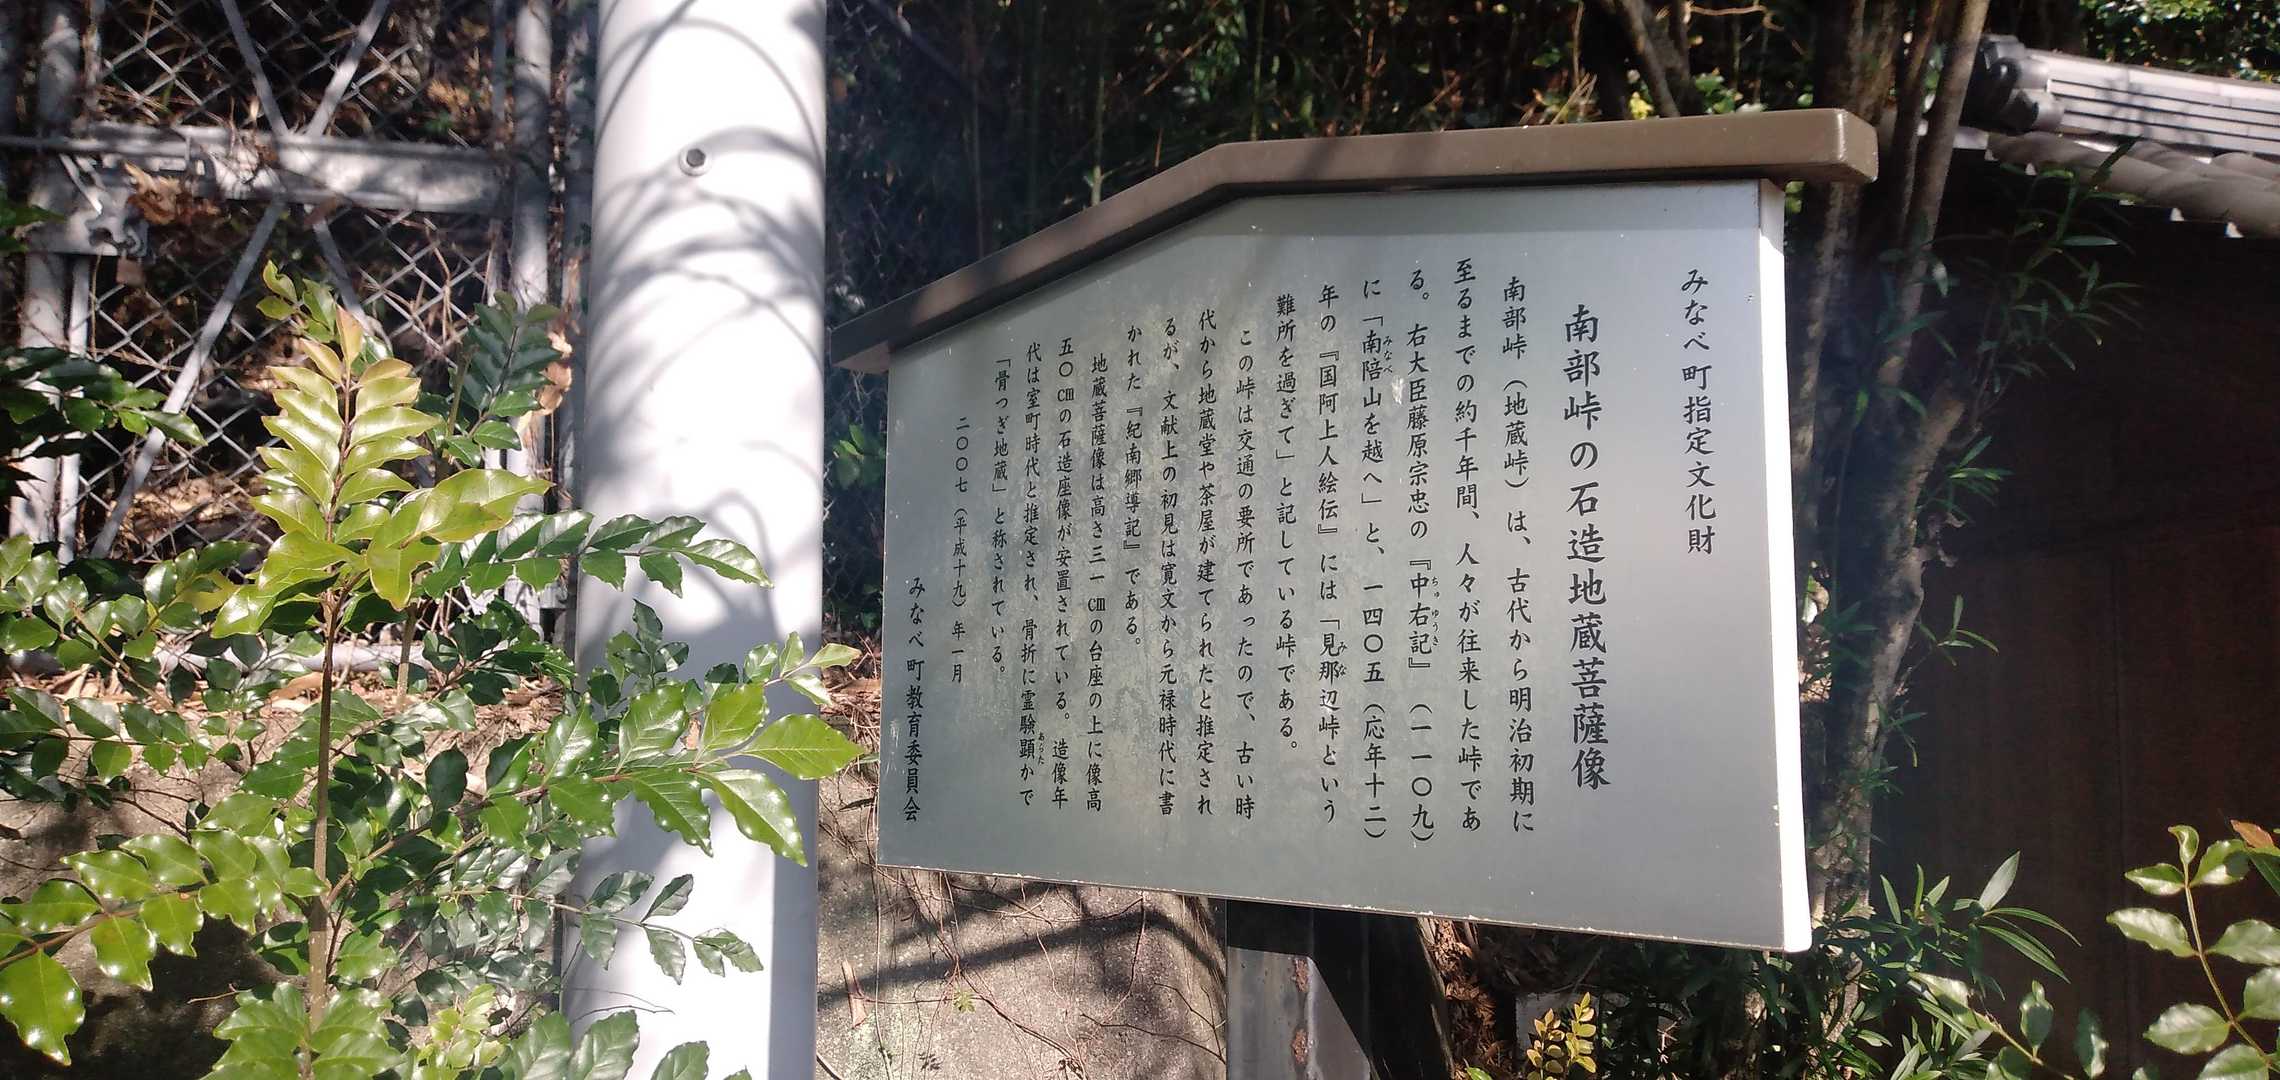 みなべ町指定文化財
南部峠の石造地蔵菩薩像
南部峠（地蔵峠）は、古代から明治初期に
至るまでの約千年間、人々が往来した峠であ
る。右大臣藤原宗忠の『中右記』（一一〇九）
ちゅうゆうき
に「南陪山を越へ」と、一四〇五（応年十二）
みなべ
年の『国阿上人絵伝』には「見那辺峠という
みな
難所を過ぎて」と記している峠である。
この峠は交通の要所であったので、古い時
代から地蔵堂や茶屋が建てられたと推定され
るが、文献上の初見は寛文から元禄時代に書
かれた『紀南郷導記』である。
地蔵菩薩像は高さ三一㎝の台座の上に像高
五〇㎝の石造座像が安置されている。造像年
代は室町時代と推定され、骨折に霊験顕かで
あらた
「骨つぎ地蔵」と称されている。
二〇〇七（平成十九）年一月
みなべ町教育委員会